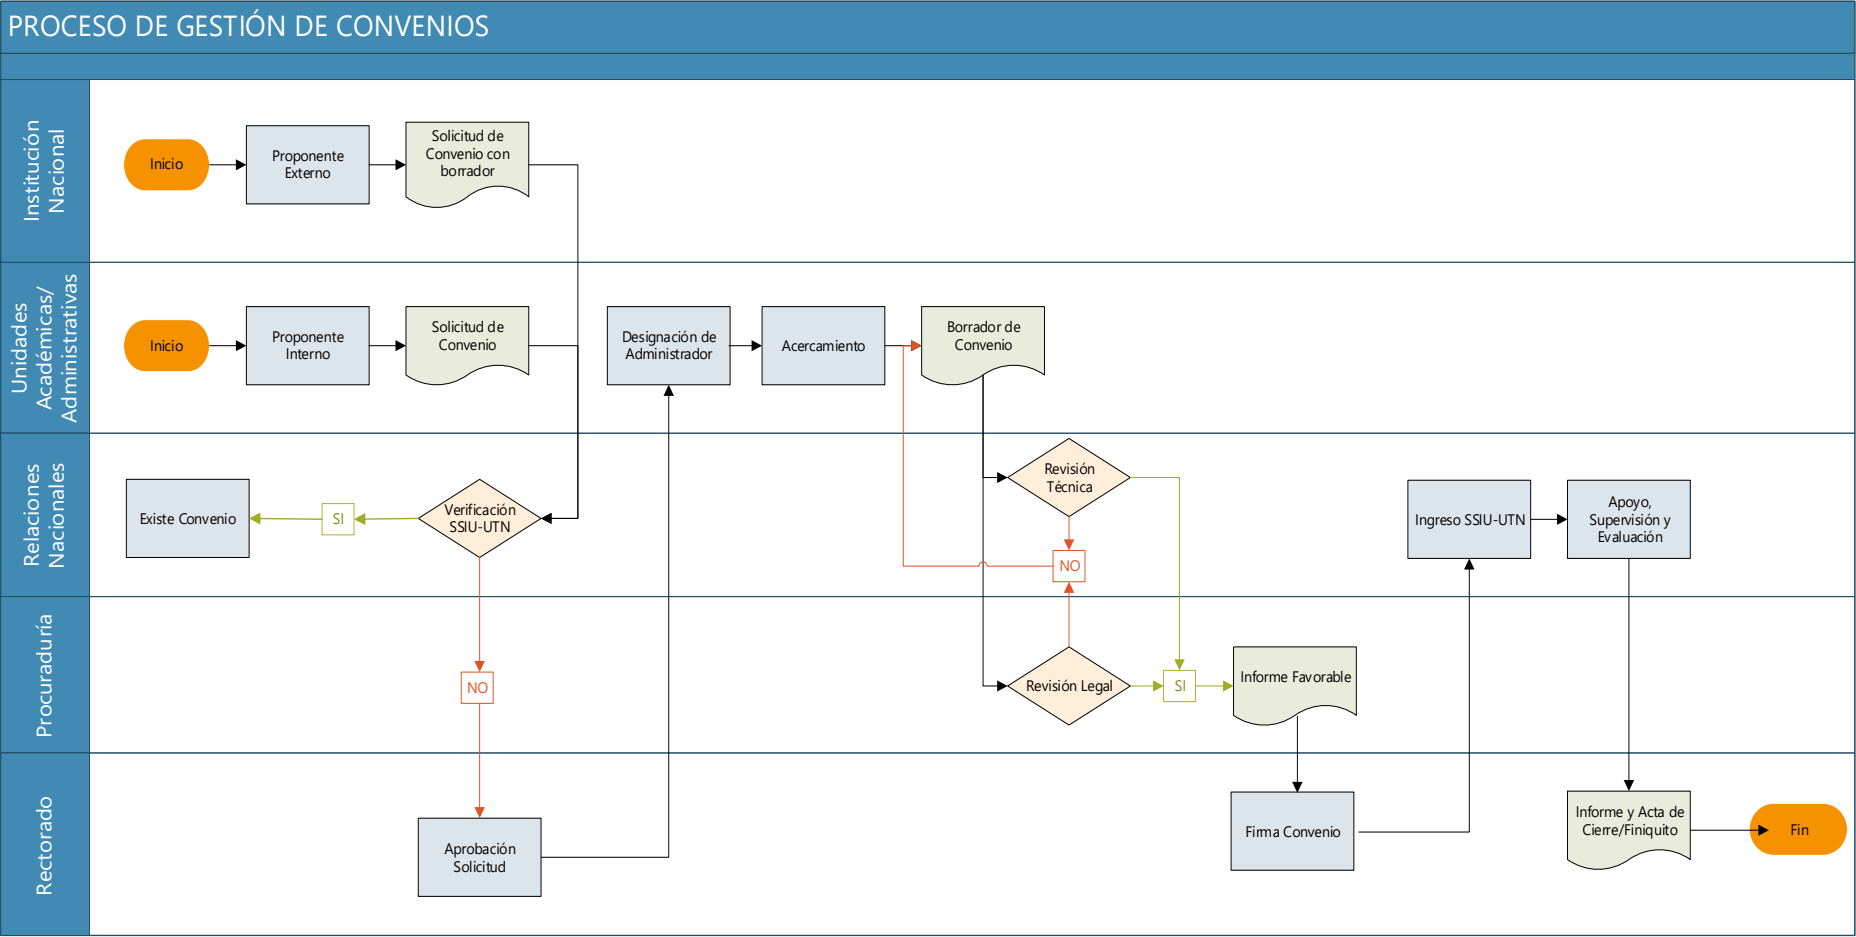 PROCESO DE GESTIÓN DE CONVENIOS
Institución
Nacional
Inicio
Proponente
Externo
Solicitud de
Convenio con
borrador
Unidades
Académicas/
Administrativas
Inicio
Proponente
Interno
Solicitud de
Convenio
Designación de
Administrador
Acercamiento
Borrador de
Convenio
Relaciones
Nacionales
Existe Convenio
SI
Verificación
SSIU-UTN
Revisión
Técnica
NO
Ingreso SSIU-UTN
Apoyo,
Supervisión y
Evaluación
Procuraduría
NO
Revisión Legal
SI
Informe Favorable
Rectorado
Aprobación
Solicitud
Firma Convenio
Informe y Acta de
Cierre/Finiquito
Fin